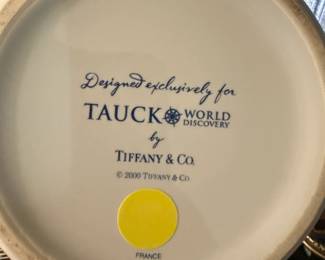 Designed exclusively for
TAUCK WORLD DISCOVERY
by
TIFFANY & CO.
© 2000 TIFFANY & CO.
FRANCE